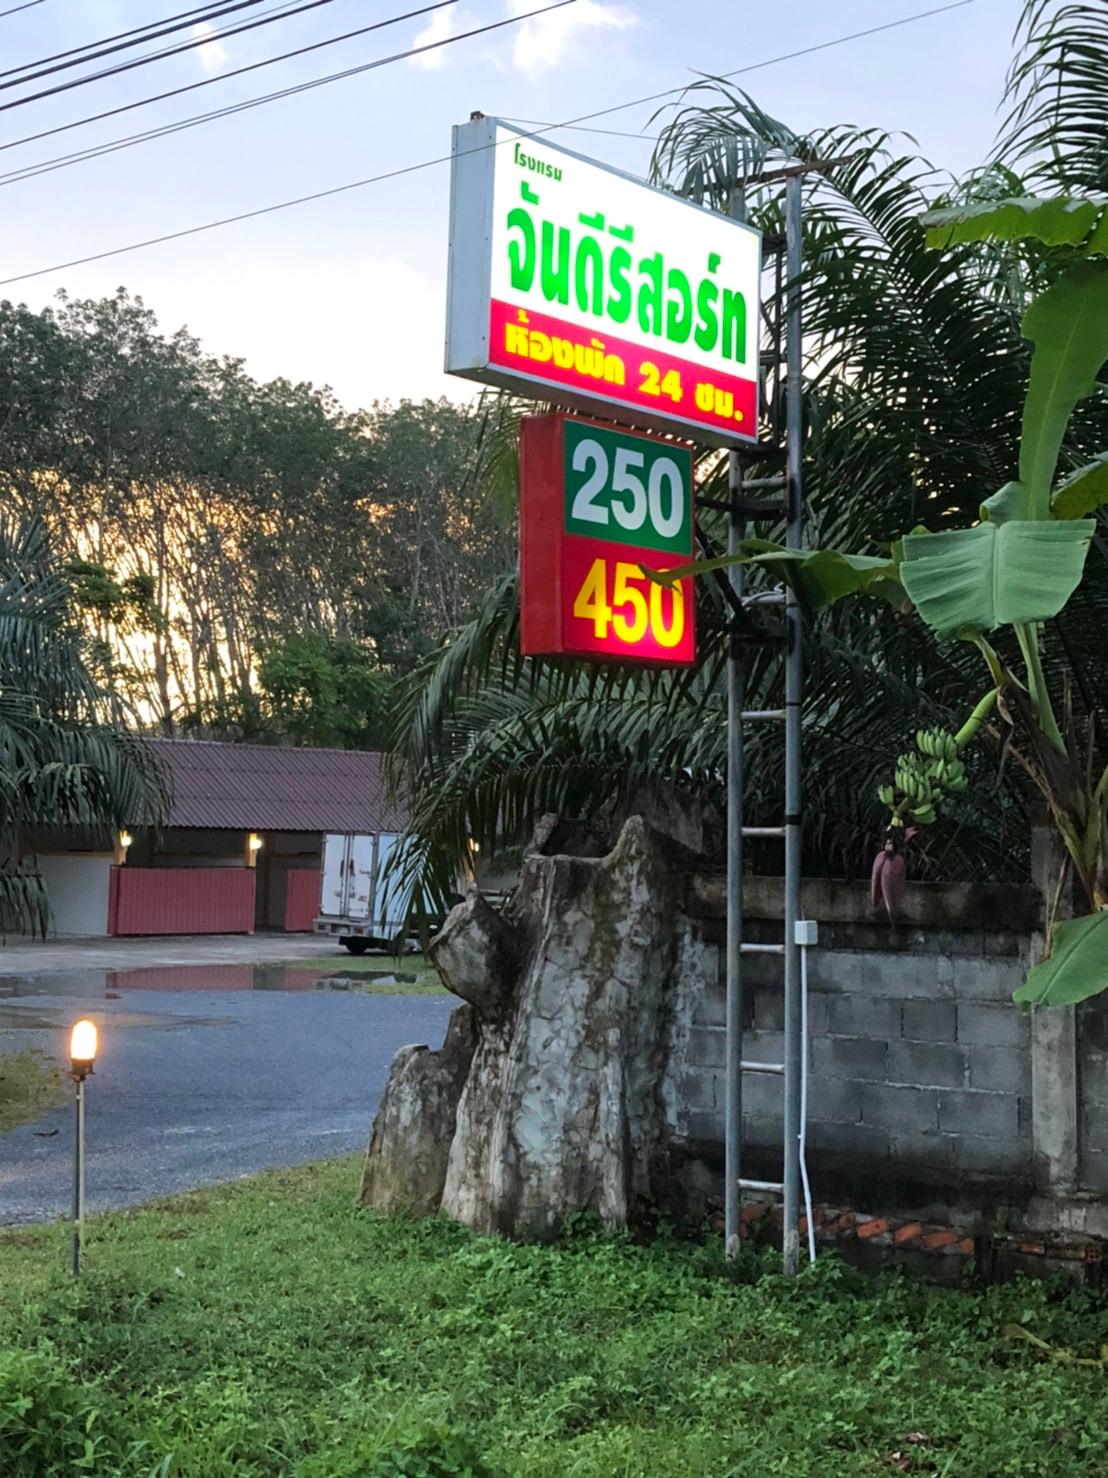 โรงแรม
จันดีรีสอร์ท
ห้องพัก 24 ชม.
250
450